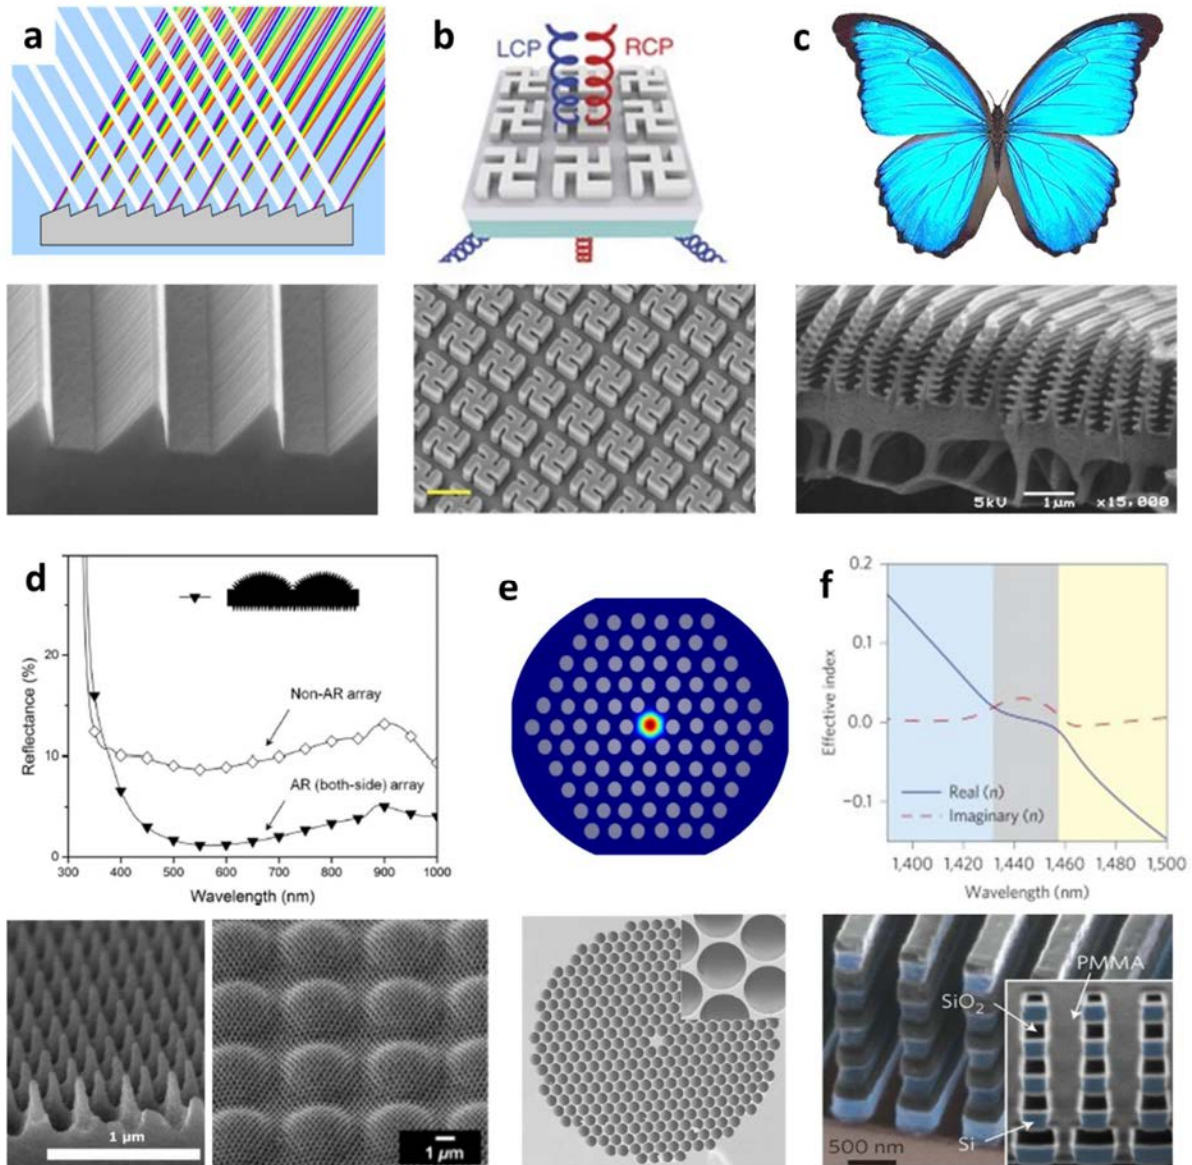 a
b
LCP
RCP
c
5kV 1µm ×15,000
d
Reflectance (%)
20
10
0
Non-AR array
AR (both-side) array
300 400 500 600 700 800 900 1000
Wavelength (nm)
e
f
Effective index
0.2
0.1
0.0
−0.1
Real (n)
Imaginary (n)
1,400 1,420 1,440 1,460 1,480 1,500
Wavelength (nm)
1 µm
1 µm
PMMA
SiO₂
Si
500 nm